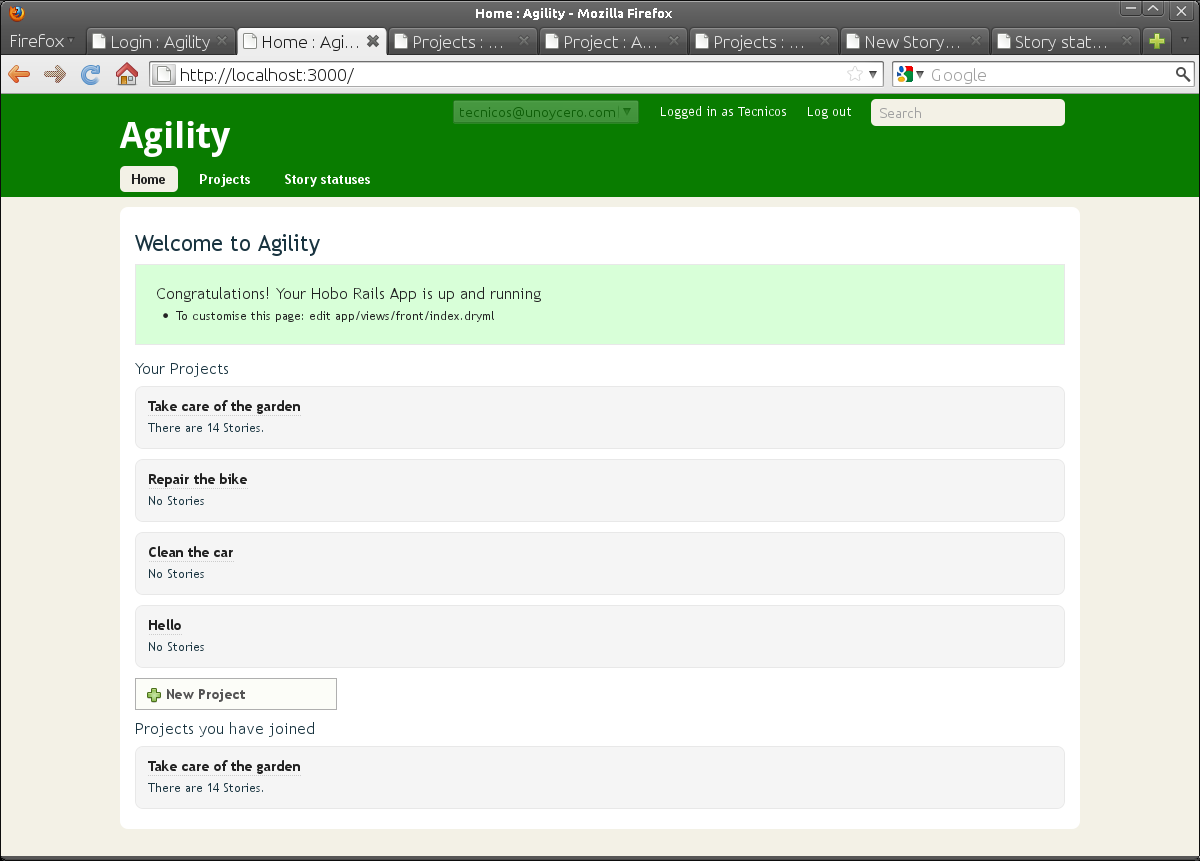 Home : Agility - Mozilla Firefox
Firefox
Login : Agility
Home : Agi...
Projects : ...
Project : A...
Projects : ...
New Story...
Story stat...
http://localhost:3000/
Google
tecnicos@unoycero.com
Logged in as Tecnicos
Log out
Search
Agility
Home
Projects
Story statuses
Welcome to Agility
Congratulations! Your Hobo Rails App is up and running
• To customise this page: edit app/views/front/index.dryml
Your Projects
Take care of the garden
There are 14 Stories.
Repair the bike
No Stories
Clean the car
No Stories
Hello
No Stories
New Project
Projects you have joined
Take care of the garden
There are 14 Stories.